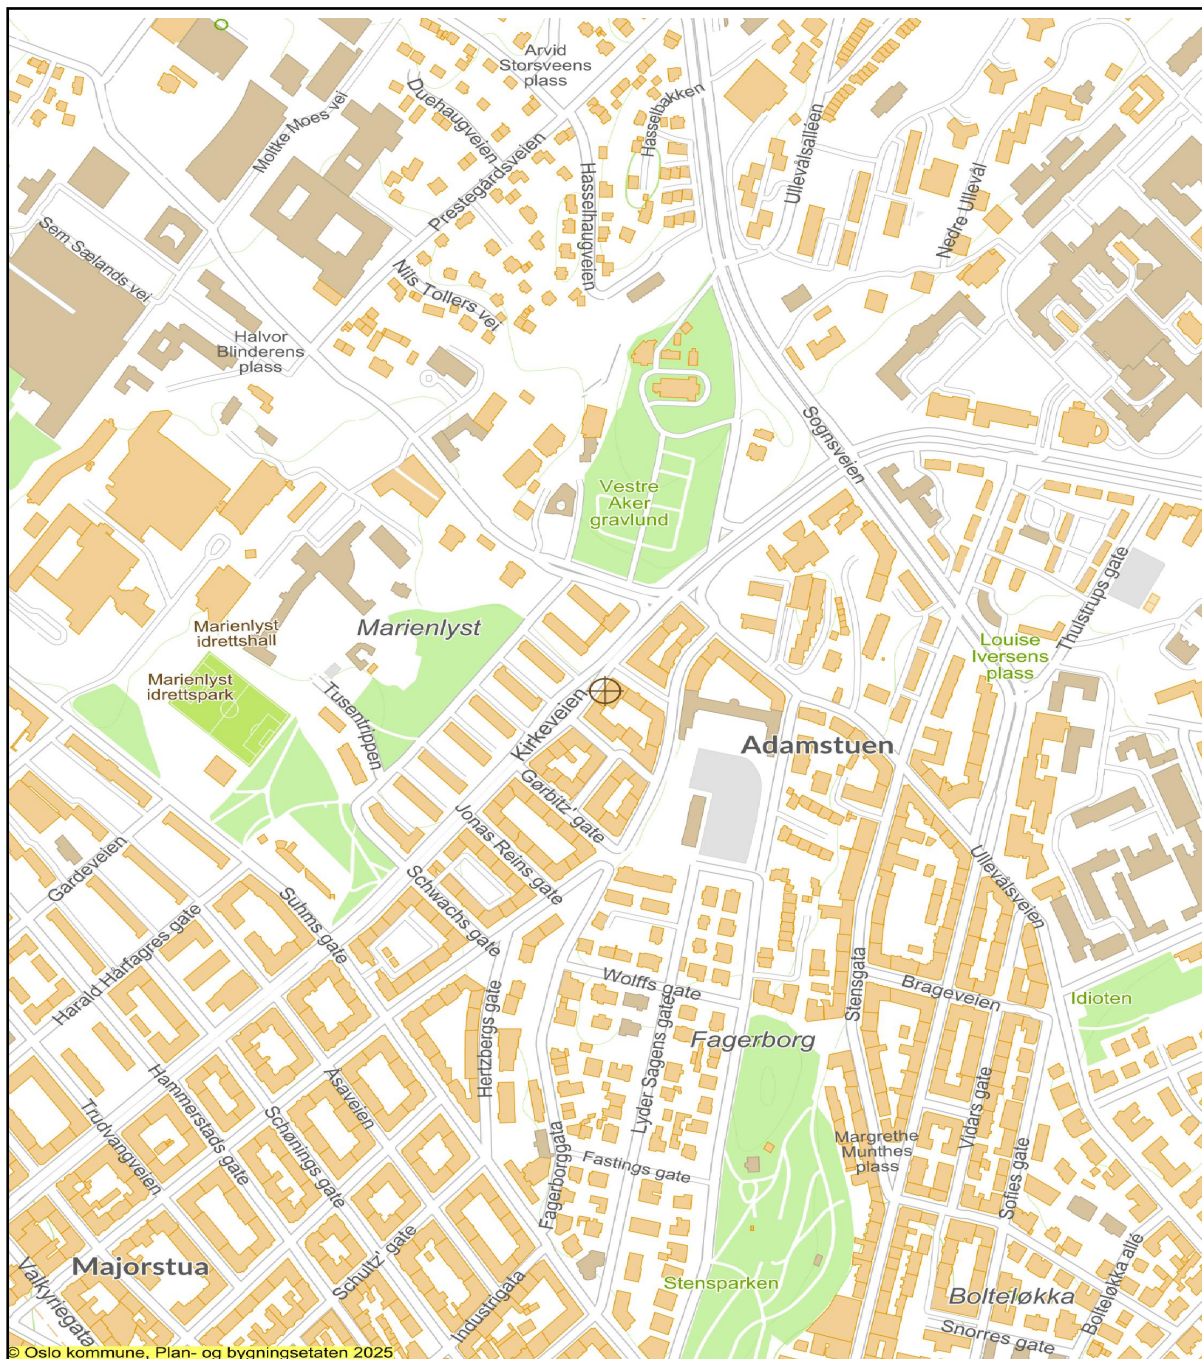 Arvid
Storsveens
plass
Duehaugveien
Moltke Moes vei
Hasselbakken
Ullevålsalléen
Prestegårdsveien
Hasselhaugveien
Nedre Ullevål
Sem Sælands vei
Nils Tollers vei
Halvor
Blinderens
plass
Sognsveien
Vestre
Aker
gravlund
Thulstrups gate
Marienlyst
idrettshall
Marienlyst
Louise
Iversens
plass
Marienlyst
idrettspark
Tusentrippen
Kirkeveien
Adamstuen
Gørbitz' gate
Jonas Reins gate
Gardeveien
Schwachs gate
Ullevålsveien
Suhms gate
Harald Hårfagres gate
Wolffs gate
Stensgata
Brageveien
Idioten
Hertzbergs gate
Lyder Sagens gate
Fagerborg
Åsaveien
Hammerstads gate
Trudvangveien
Schønings gate
Vidars gate
Margrethe
Munthes
plass
Fastings gate
Fagerborggata
Sofies gate
Majorstua
Valkyriegata
Schultz' gate
Industrigata
Stensparken
Bolteløkka
Bolteløkka allé
Snorres gate
© Oslo kommune, Plan- og bygningsetaten 2025